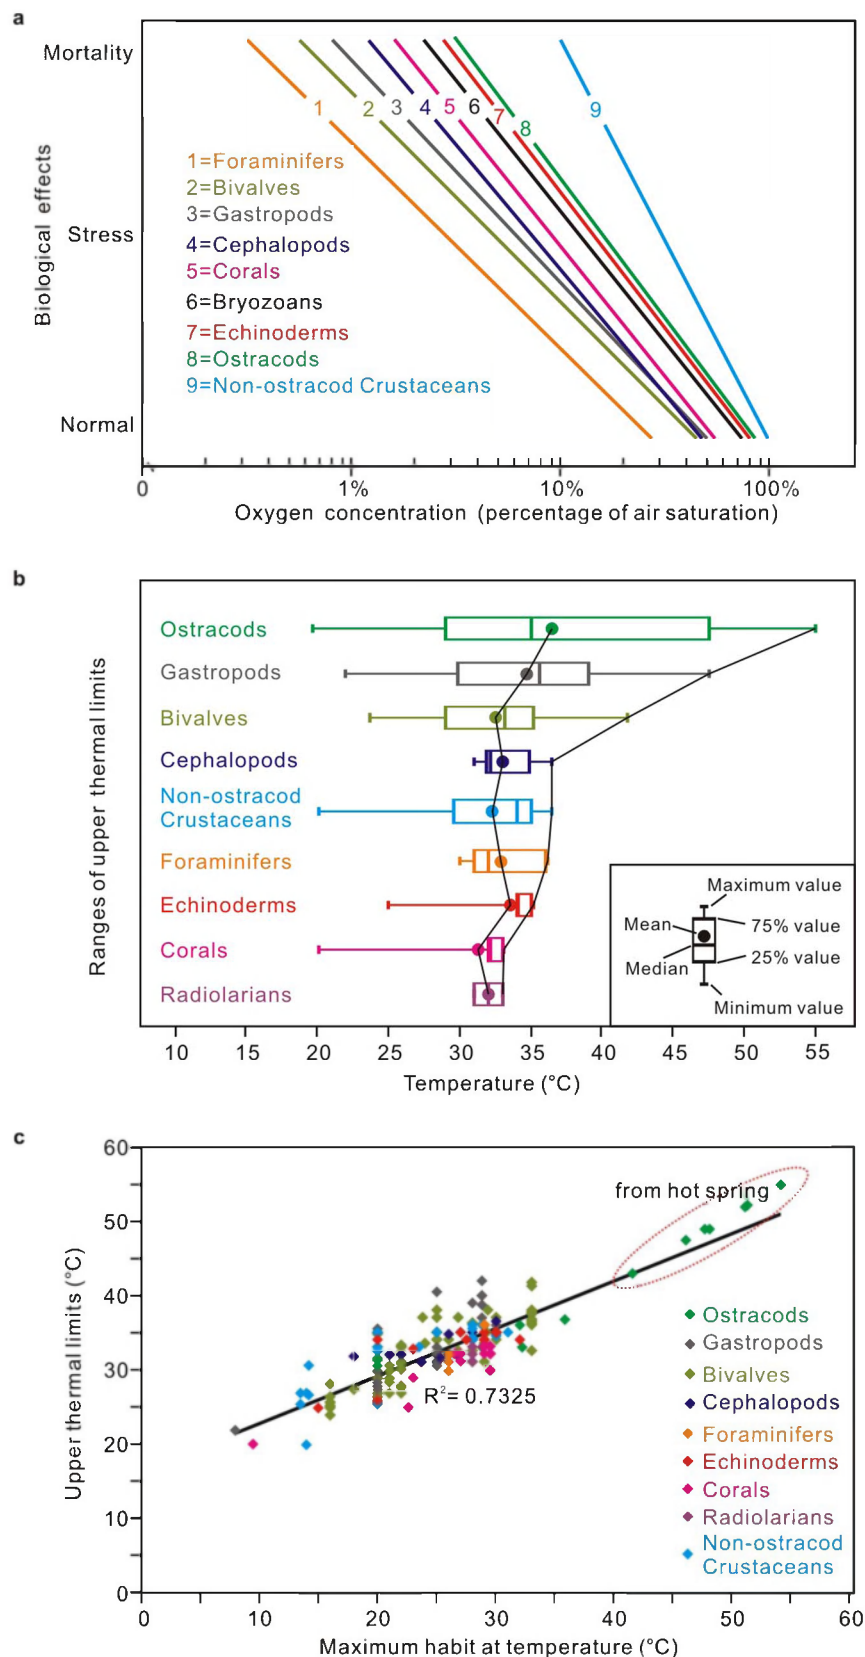 a
Mortality
Stress
Normal
Biological effects
1
2
3
4
5
6
7
8
9
1=Foraminifers
2=Bivalves
3=Gastropods
4=Cephalopods
5=Corals
6=Bryozoans
7=Echinoderms
8=Ostracods
9=Non-ostracod Crustaceans
0 1% 10% 100%
Oxygen concentration (percentage of air saturation)
b
Ranges of upper thermal limits
Ostracods
Gastropods
Bivalves
Cephalopods
Non-ostracod
Crustaceans
Foraminifers
Echinoderms
Corals
Radiolarians
Maximum value
75% value
Mean
25% value
Median
Minimum value
10 15 20 25 30 35 40 45 50 55
Temperature (°C)
c
Upper thermal limits (°C)
60
50
40
30
20
10
0
from hot spring
R²= 0.7325
Ostracods
Gastropods
Bivalves
Cephalopods
Foraminifers
Echinoderms
Corals
Radiolarians
Non-ostracod
Crustaceans
0 10 20 30 40 50 60
Maximum habit at temperature (°C)